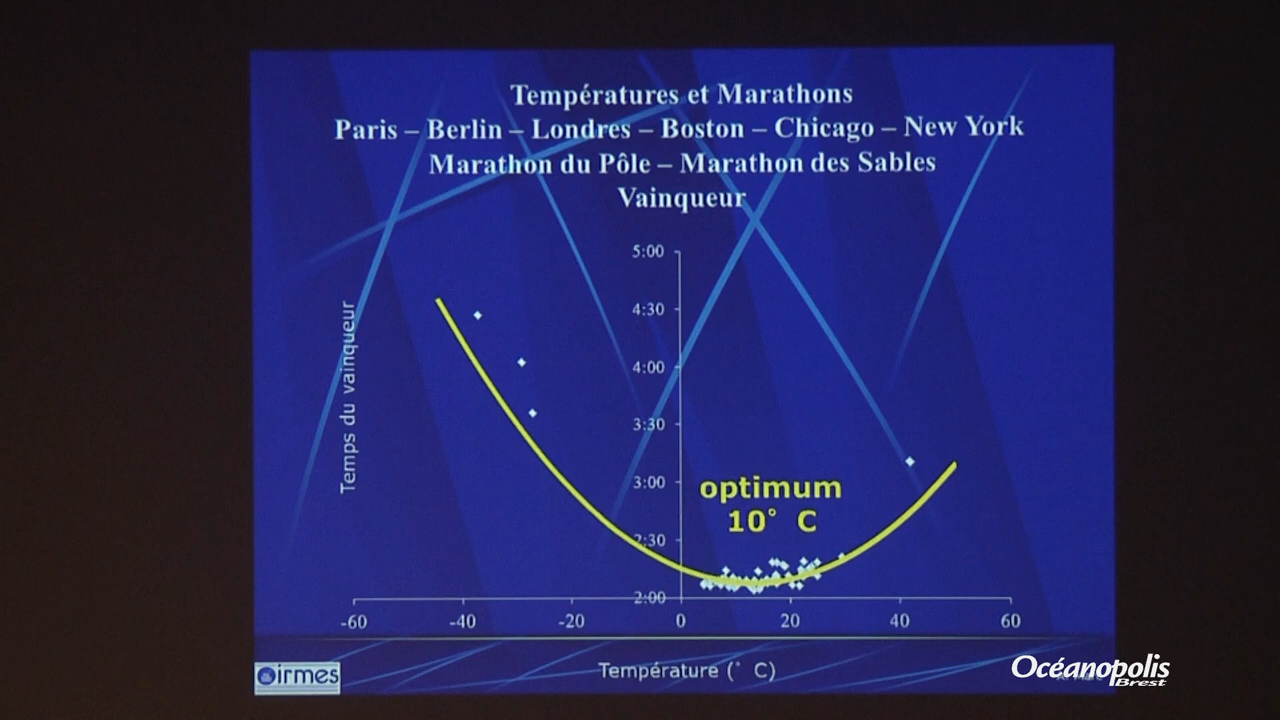 Températures et Marathons
Paris – Berlin – Londres – Boston – Chicago – New York
Marathon du Pôle – Marathon des Sables
Vainqueur
5:00
4:30
4:00
3:30
3:00
2:30
2:00
Temps du vainqueur
optimum
10° C
-60 -40 -20 0 20 40 60
Température (° C)
irmes
Océanopolis
Brest